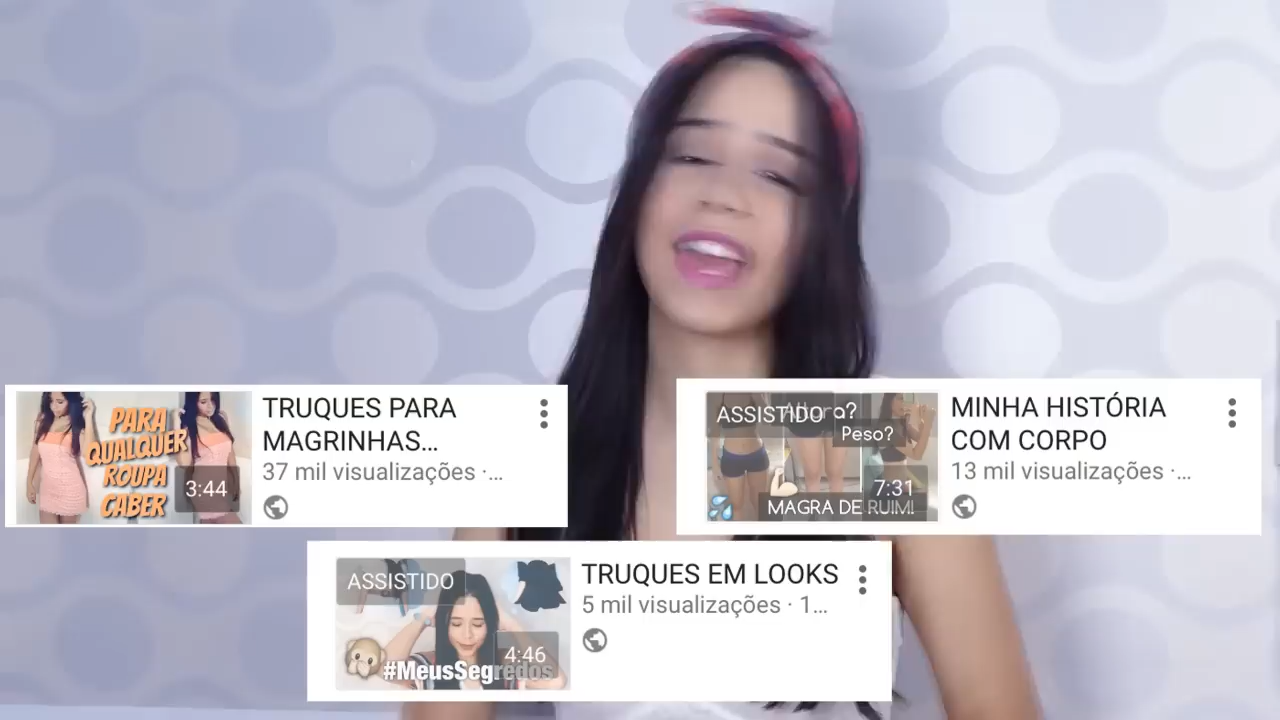 PARA
QUALQUER
ROUPA
CABER
3:44
TRUQUES PARA
MAGRINHAS…
37 mil visualizações ·…
ASSISTIDO
Peso?
7:31
MAGRA DE RUIM!
MINHA HISTÓRIA
COM CORPO
13 mil visualizações ·…
ASSISTIDO
4:46
#MeusSegredos
TRUQUES EM LOOKS
5 mil visualizações · 1…